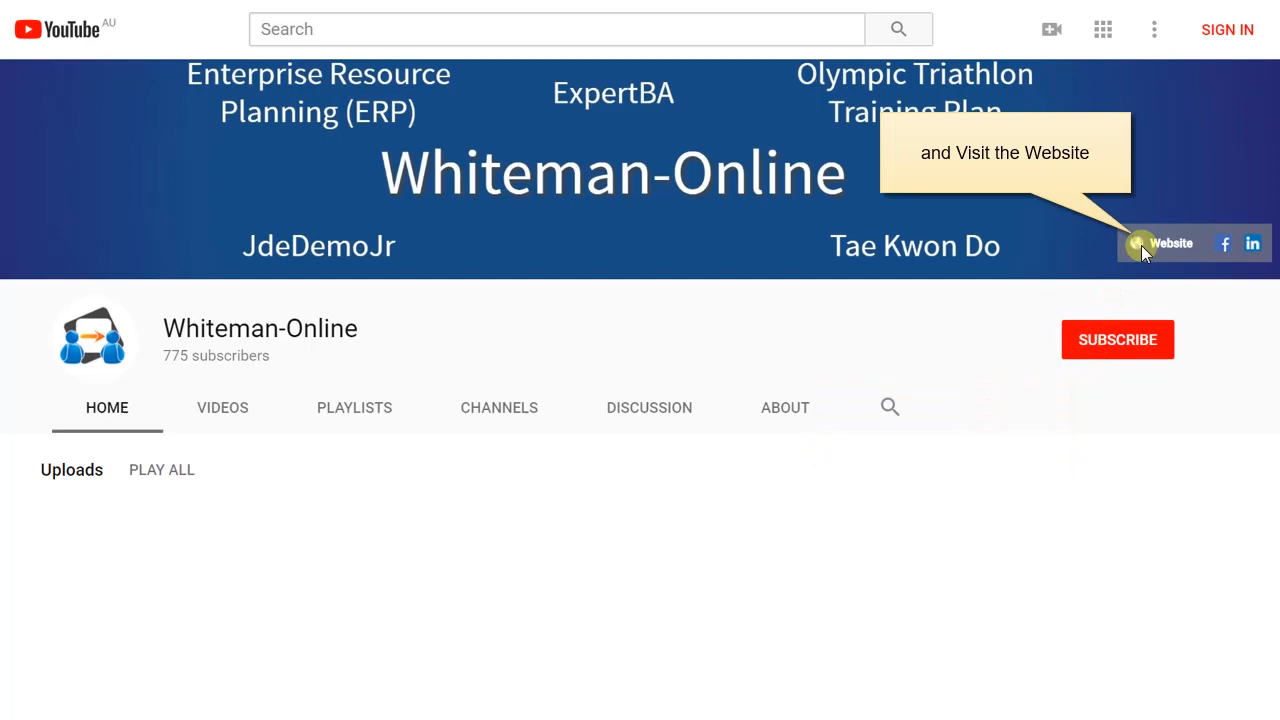 YouTube AU
Search
SIGN IN
Enterprise Resource
Planning (ERP)
ExpertBA
Olympic Triathlon
Training Plan
Whiteman-Online
JdeDemoJr
Tae Kwon Do
and Visit the Website
Website
f
in
Whiteman-Online
775 subscribers
SUBSCRIBE
HOME VIDEOS PLAYLISTS CHANNELS DISCUSSION ABOUT
Uploads PLAY ALL